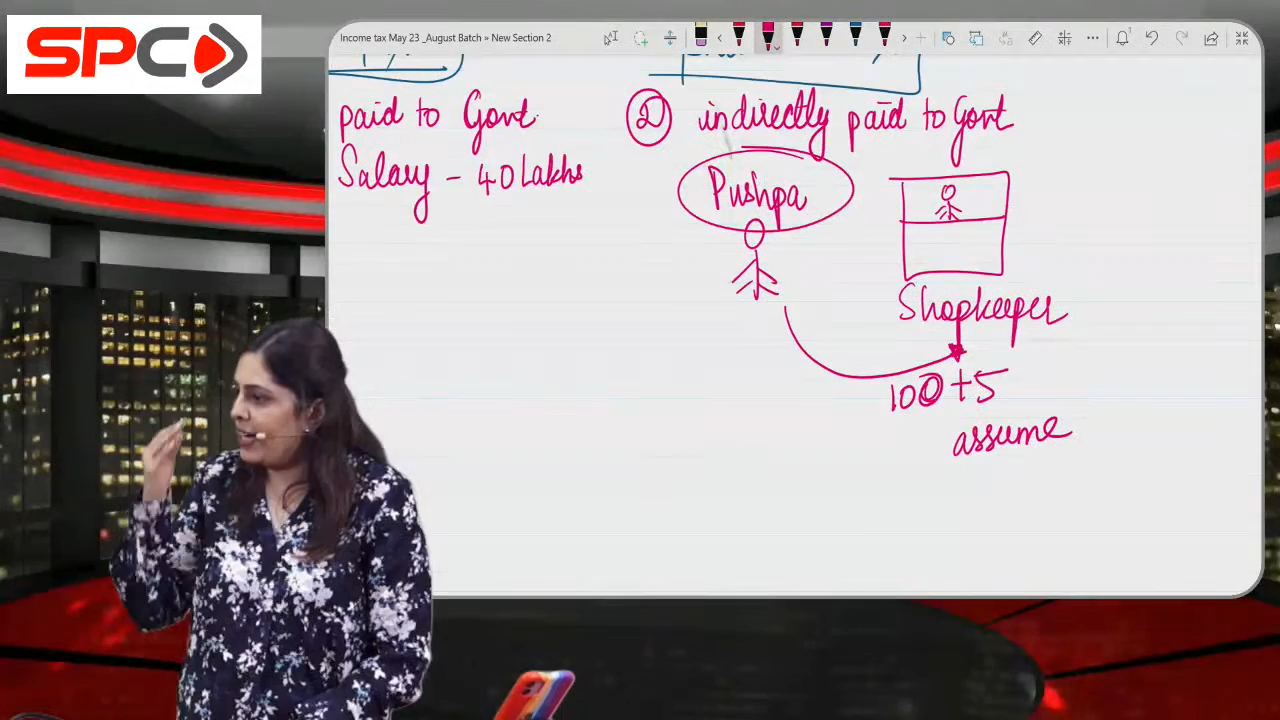 SPC
Income tax May 23 _August Batch » New Section 2
paid to Govt.
Salary - 40 Lakhs
2 indirectly paid to Govt
Pushpa
Shopkeeper
100 + 5
assume